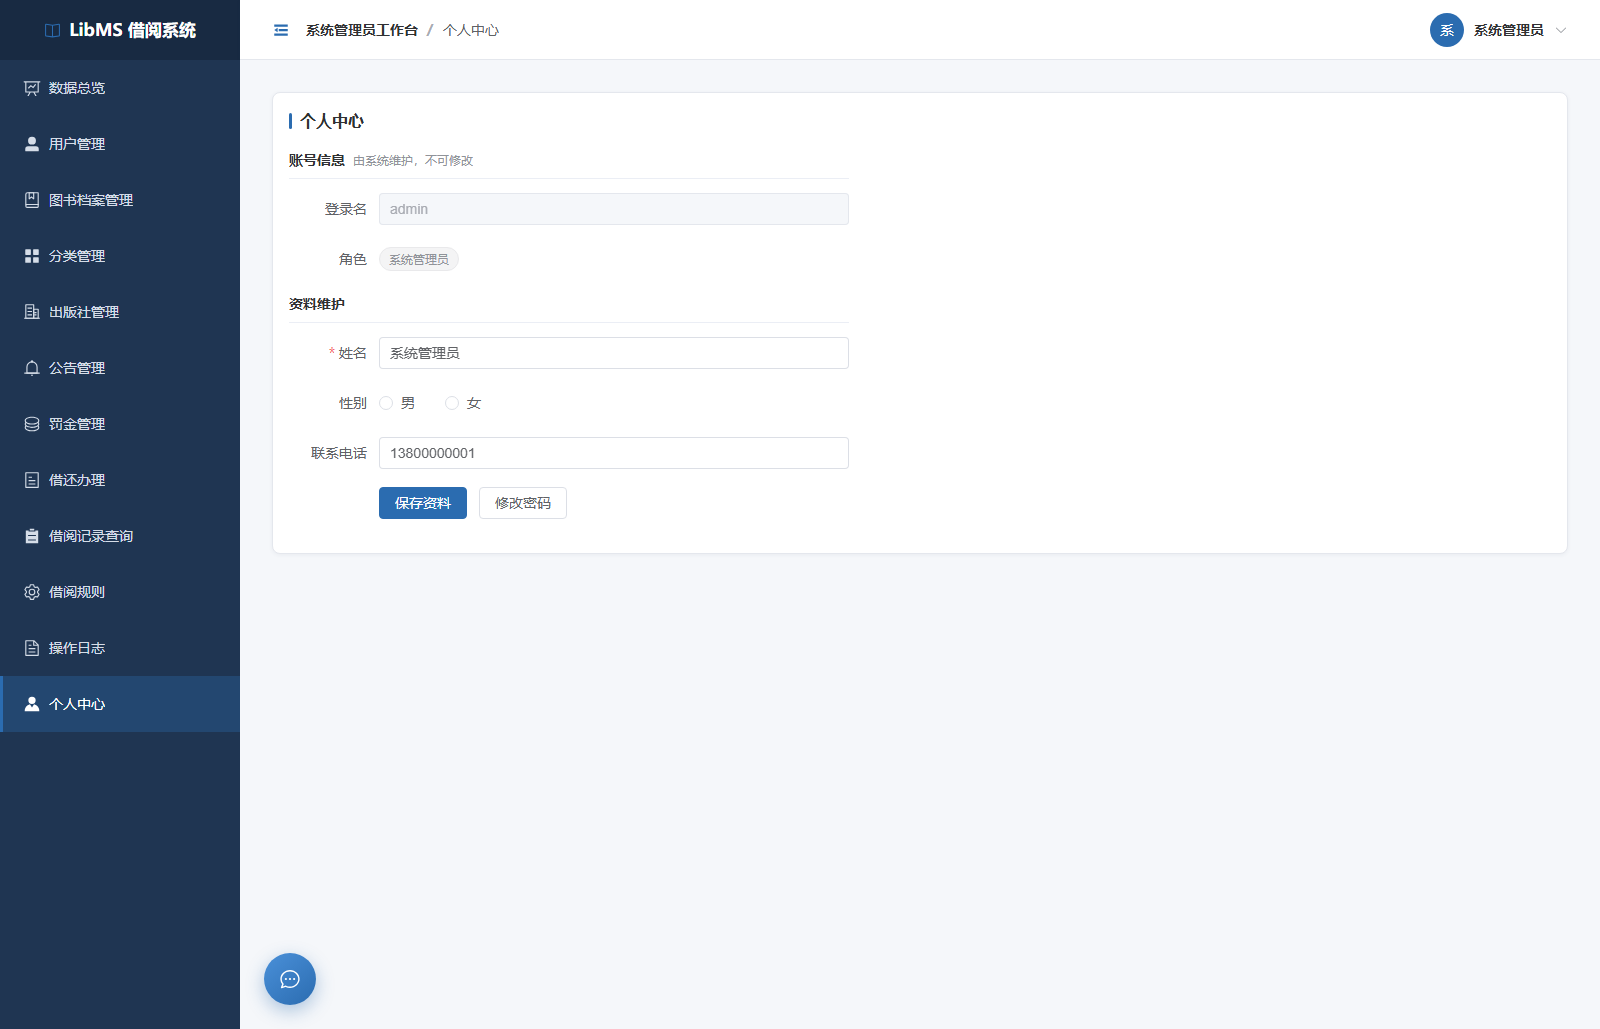 LibMS 借阅系统
数据总览
用户管理
图书档案管理
分类管理
出版社管理
公告管理
罚金管理
借还办理
借阅记录查询
借阅规则
操作日志
个人中心
系统管理员工作台 / 个人中心
系 系统管理员
个人中心
账号信息 由系统维护，不可修改
登录名 admin
角色 系统管理员
资料维护
* 姓名 系统管理员
性别 男 女
联系电话 13800000001
保存资料 修改密码